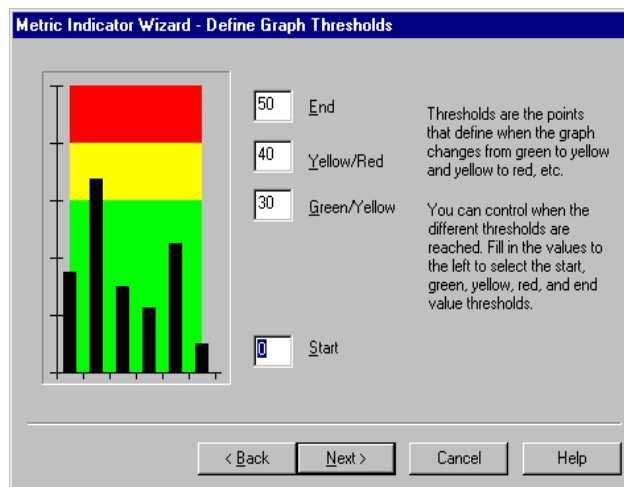 Metric Indicator Wizard - Define Graph Thresholds
50 End
40 Yellow/Red
30 Green/Yellow
0 Start
Thresholds are the points
that define when the graph
changes from green to yellow
and yellow to red, etc.
You can control when the
different thresholds are
reached. Fill in the values to
the left to select the start,
green, yellow, red, and end
value thresholds.
< Back
Next >
Cancel
Help